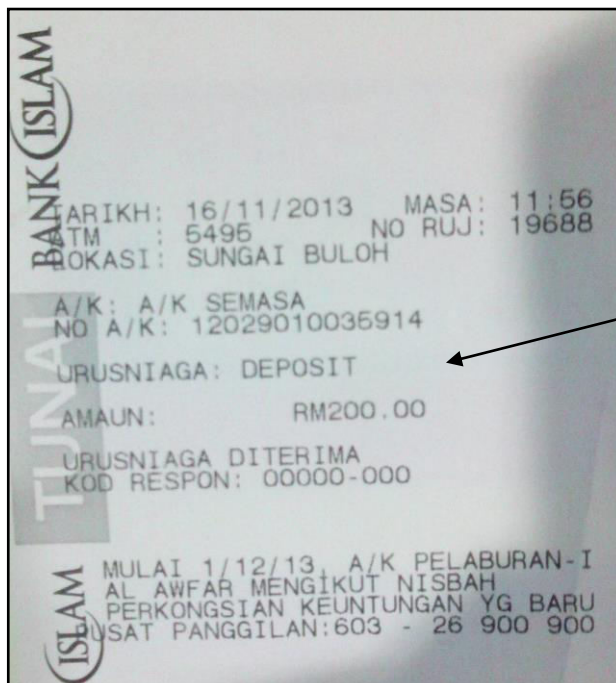 BANK ISLAM
TARIKH: 16/11/2013 MASA: 11:56
ATM : 5495 NO RUJ: 19688
LOKASI: SUNGAI BULOH
A/K: A/K SEMASA
NO A/K: 12029010035914
URUSNIAGA: DEPOSIT
AMAUN: RM200.00
URUSNIAGA DITERIMA
KOD RESPON: 00000-000
TUNAI
MULAI 1/12/13, A/K PELABURAN-I
AL AWFAR MENGIKUT NISBAH
PERKONGSIAN KEUNTUNGAN YG BARU
PUSAT PANGGILAN:603 - 26 900 900
ISLAM